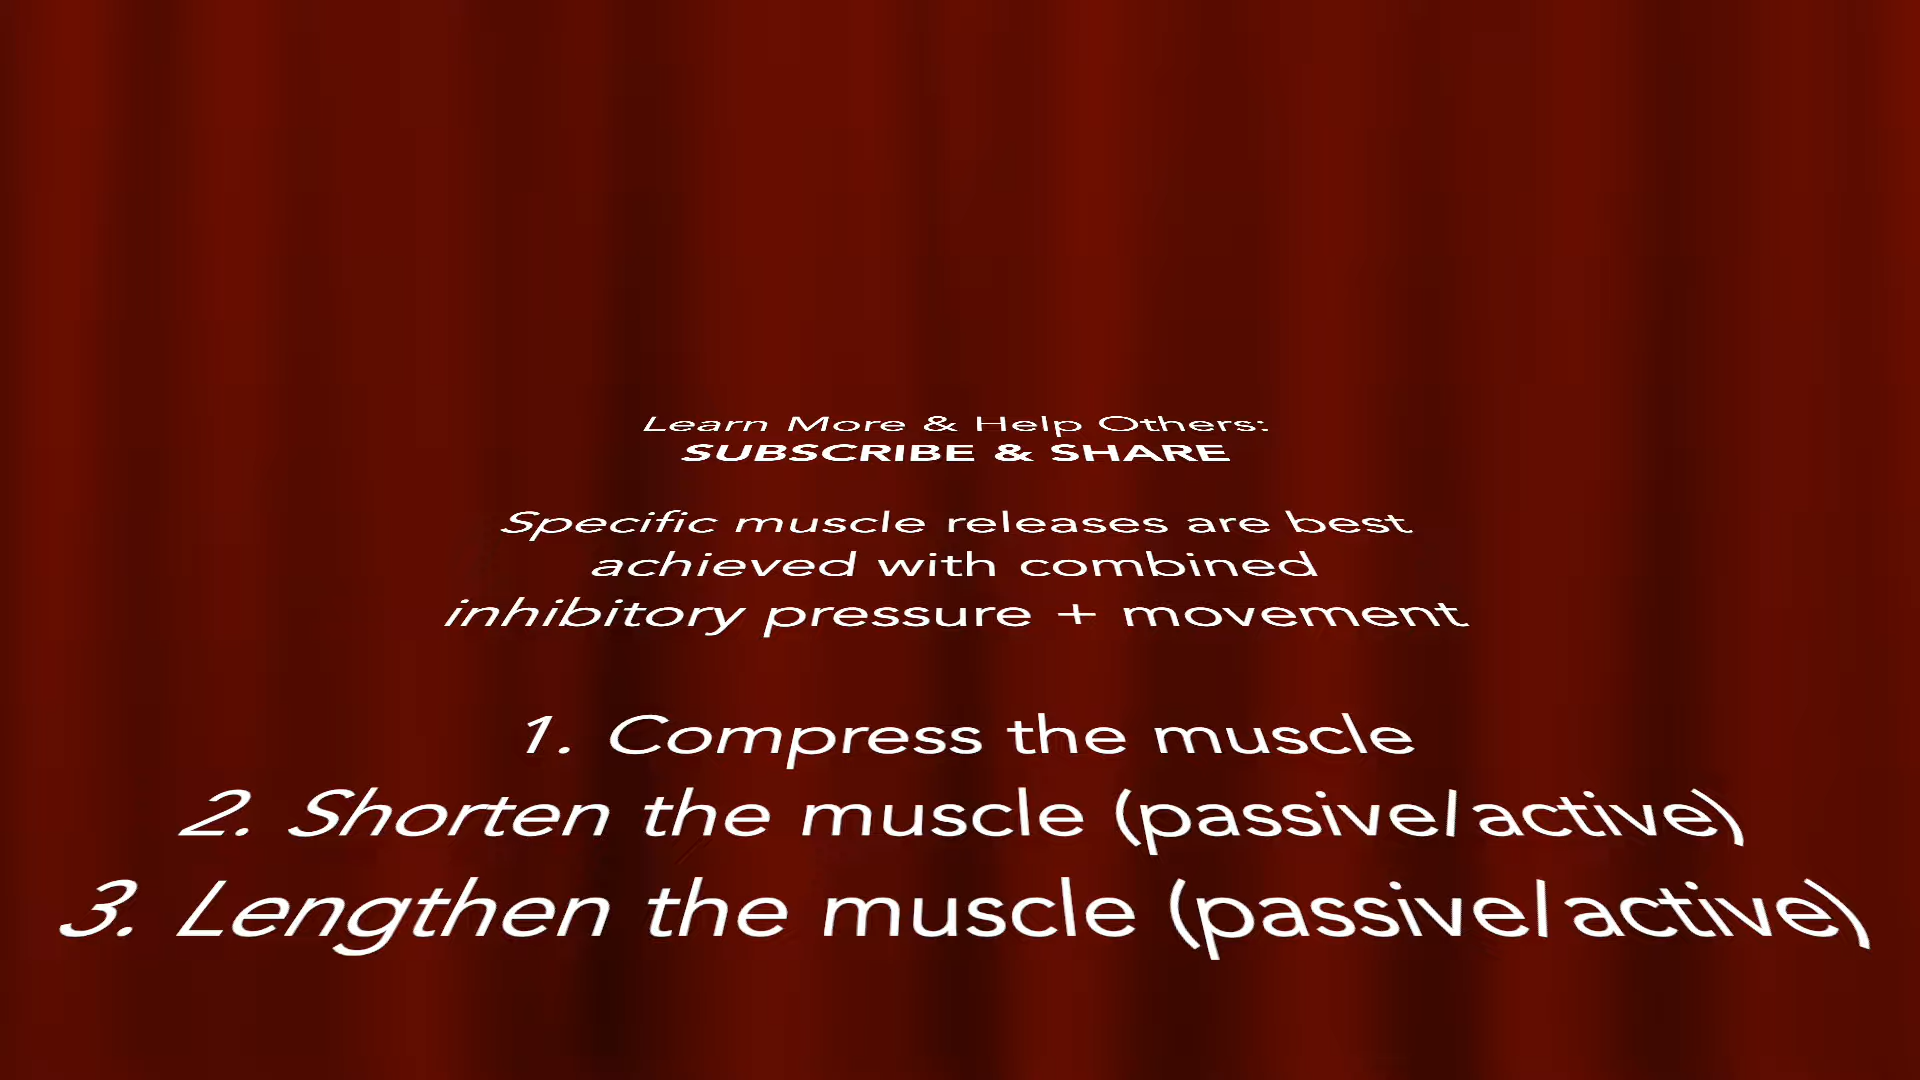 Learn More & Help Others:
SUBSCRIBE & SHARE
Specific muscle releases are best
achieved with combined
inhibitory pressure + movement
1. Compress the muscle
2. Shorten the muscle (passive/active)
3. Lengthen the muscle (passive/active)